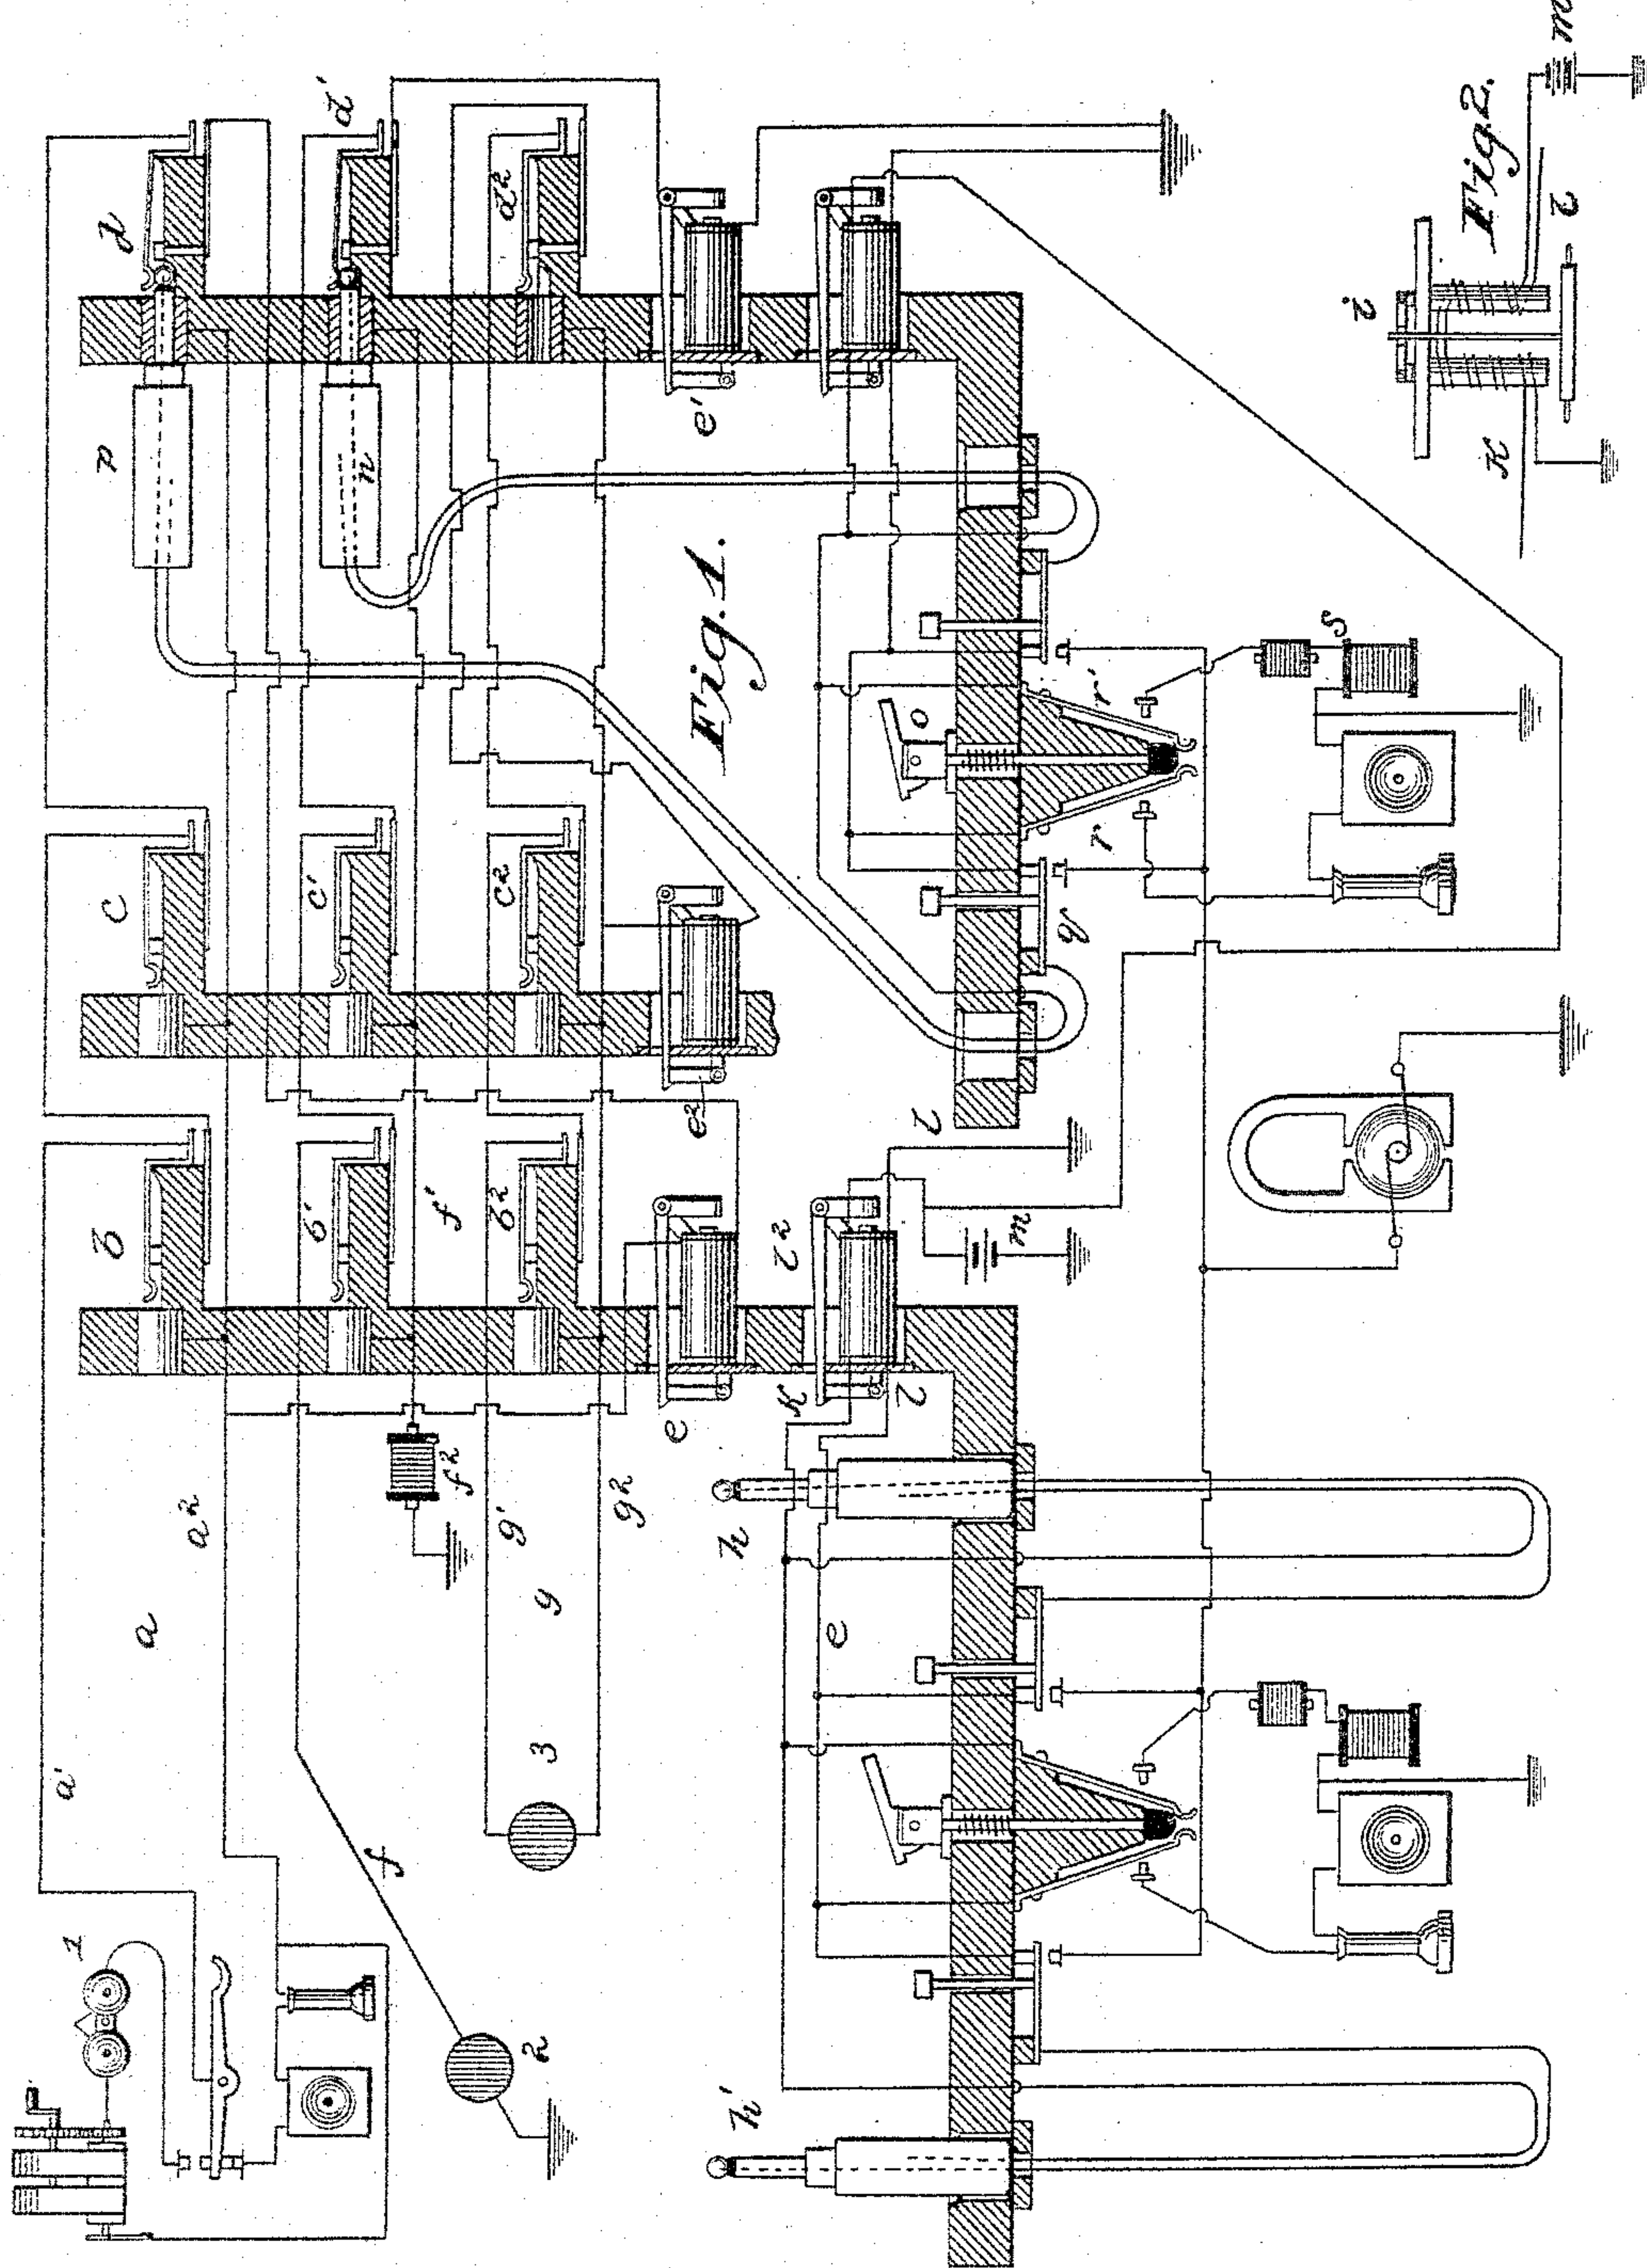 Fig.1.
Fig.2.
a
a'
a²
b
b'
b²
c
c'
c²
d
d'
d²
e
e'
e²
f
f'
f²
g
g'
g²
h
h'
i
K
K
l
l
l
l²
m
m
n
n
o
q
r
r'
s
e
1
2
3